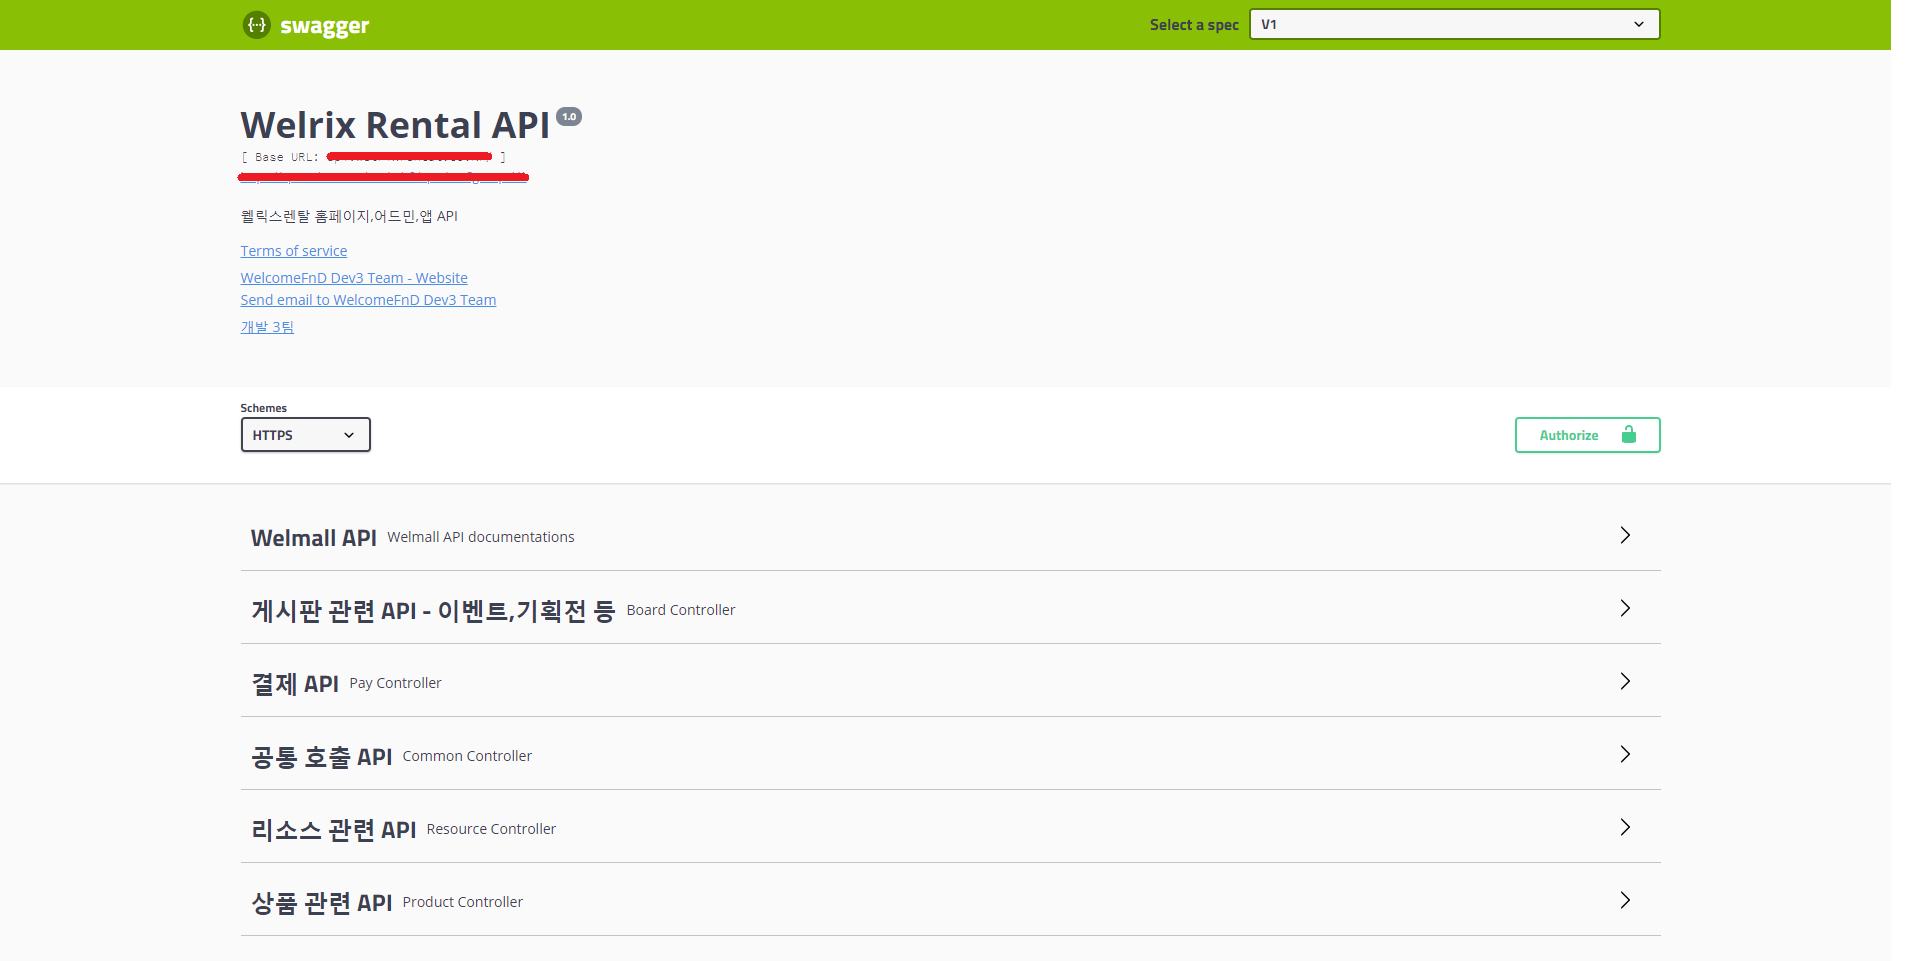 swagger
Select a spec
V1
Welrix Rental API 1.0
[ Base URL: ]
웰릭스렌탈 홈페이지,어드민,앱 API
Terms of service
WelcomeFnD Dev3 Team - Website
Send email to WelcomeFnD Dev3 Team
개발 3팀
Schemes
HTTPS
Authorize
Welmall API Welmall API documentations
게시판 관련 API - 이벤트,기획전 등 Board Controller
결제 API Pay Controller
공통 호출 API Common Controller
리소스 관련 API Resource Controller
상품 관련 API Product Controller